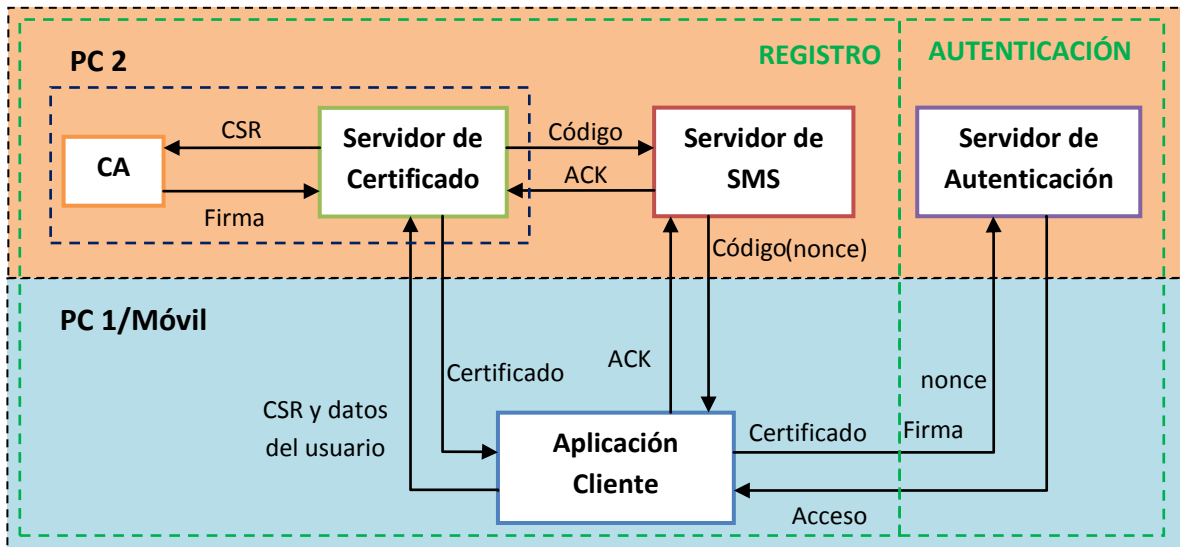 PC 2
REGISTRO
AUTENTICACIÓN
CA
CSR
Firma
Servidor de
Certificado
Código
ACK
Servidor de
SMS
Servidor de
Autenticación
Código(nonce)
PC 1/Móvil
ACK
Certificado
nonce
CSR y datos
del usuario
Aplicación
Cliente
Certificado
Firma
Acceso